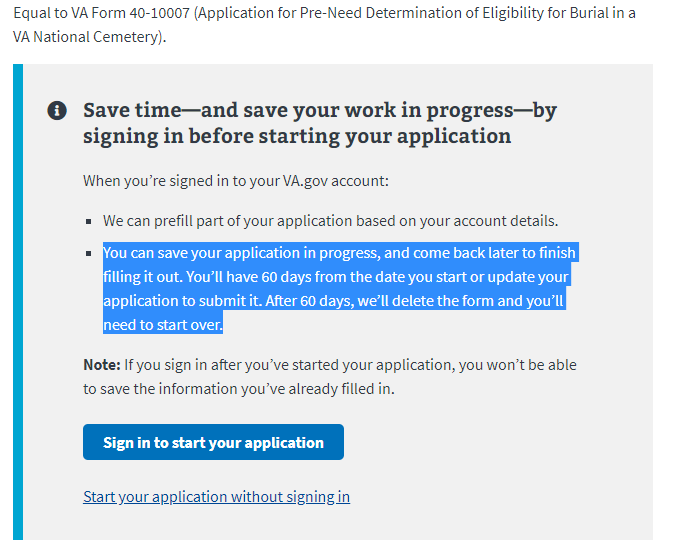 Equal to VA Form 40-10007 (Application for Pre-Need Determination of Eligibility for Burial in a
VA National Cemetery).
Save time—and save your work in progress—by
signing in before starting your application
When you’re signed in to your VA.gov account:
We can prefill part of your application based on your account details.
You can save your application in progress, and come back later to finish
filling it out. You’ll have 60 days from the date you start or update your
application to submit it. After 60 days, we’ll delete the form and you’ll
need to start over.
Note: If you sign in after you’ve started your application, you won’t be able
to save the information you’ve already filled in.
Sign in to start your application
Start your application without signing in